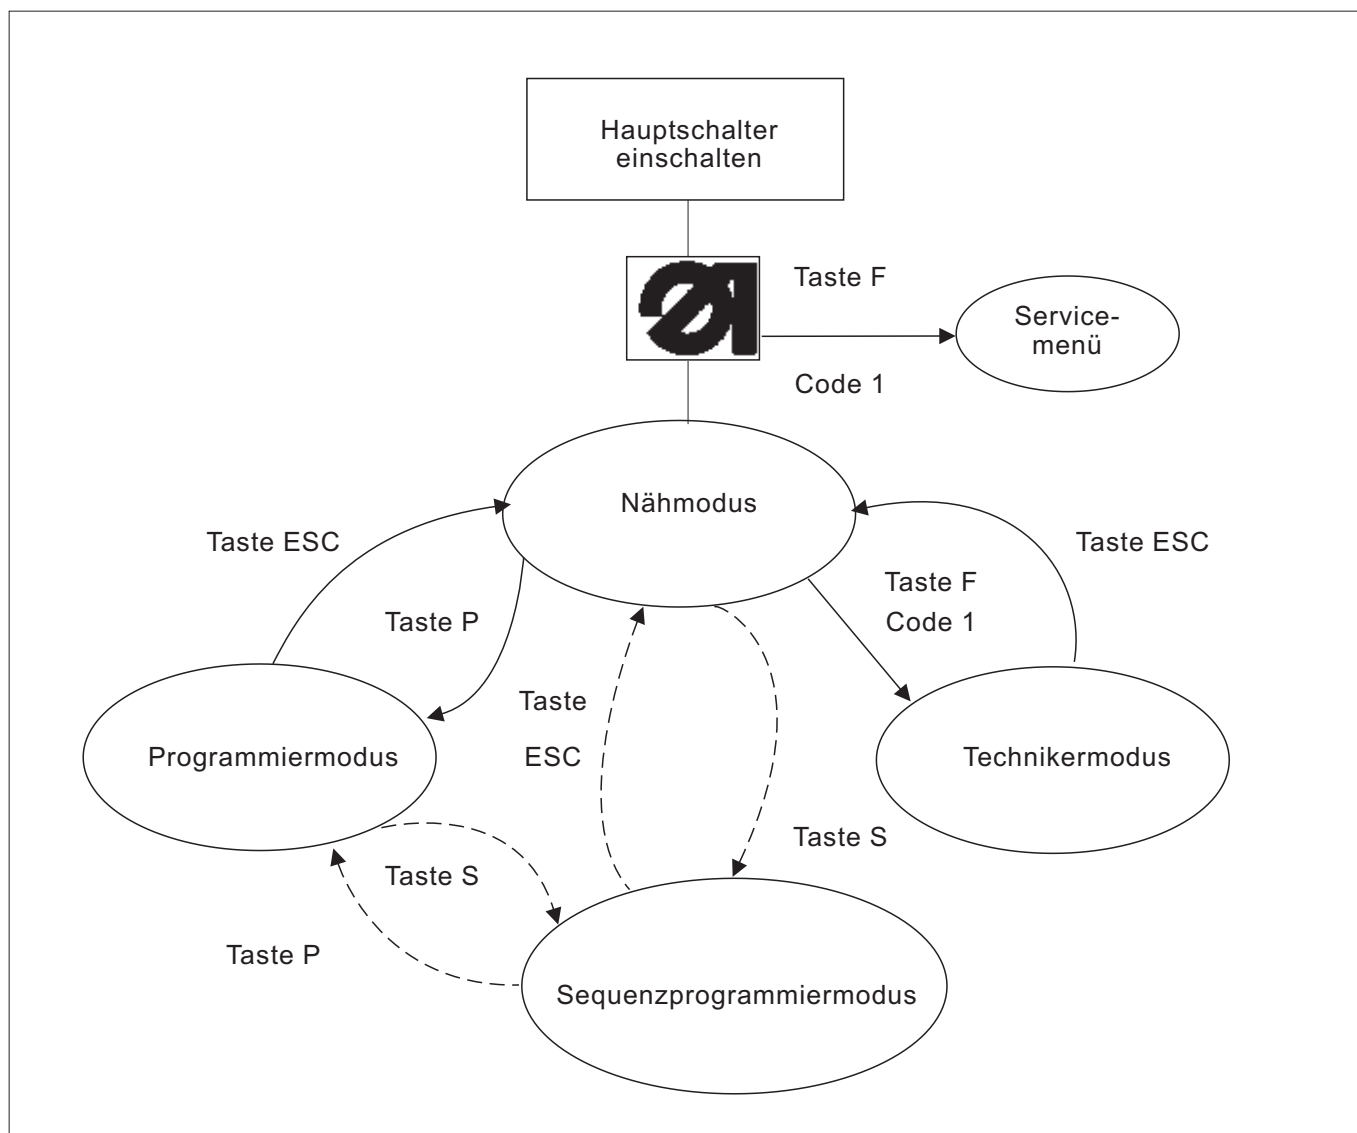 Hauptschalter
einschalten
Taste F
Service-
menü
Code 1
Nähmodus
Taste ESC
Taste ESC
Taste F
Code 1
Taste P
Taste
ESC
Programmiermodus
Technikermodus
Taste S
Taste S
Taste P
Sequenzprogrammiermodus